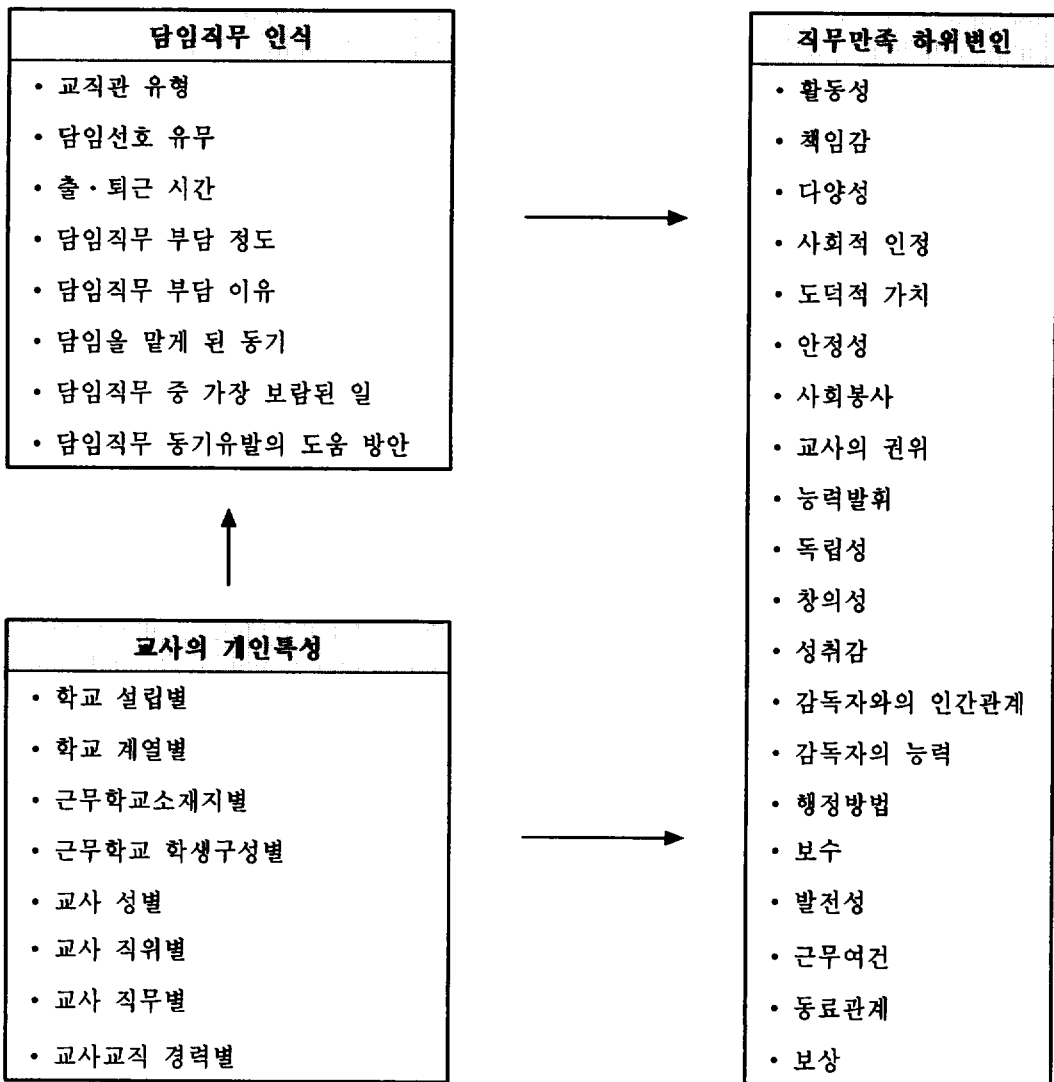 담임직무 인식
• 교직관 유형
• 담임선호 유무
• 출·퇴근 시간
• 담임직무 부담 정도
• 담임직무 부담 이유
• 담임을 맡게 된 동기
• 담임직무 중 가장 보람된 일
• 담임직무 동기유발의 도움 방안
교사의 개인특성
• 학교 설립별
• 학교 계열별
• 근무학교소재지별
• 근무학교 학생구성별
• 교사 성별
• 교사 직위별
• 교사 직무별
• 교사교직 경력별
직무만족 하위변인
• 활동성
• 책임감
• 다양성
• 사회적 인정
• 도덕적 가치
• 안정성
• 사회봉사
• 교사의 권위
• 능력발휘
• 독립성
• 창의성
• 성취감
• 감독자와의 인간관계
• 감독자의 능력
• 행정방법
• 보수
• 발전성
• 근무여건
• 동료관계
• 보상